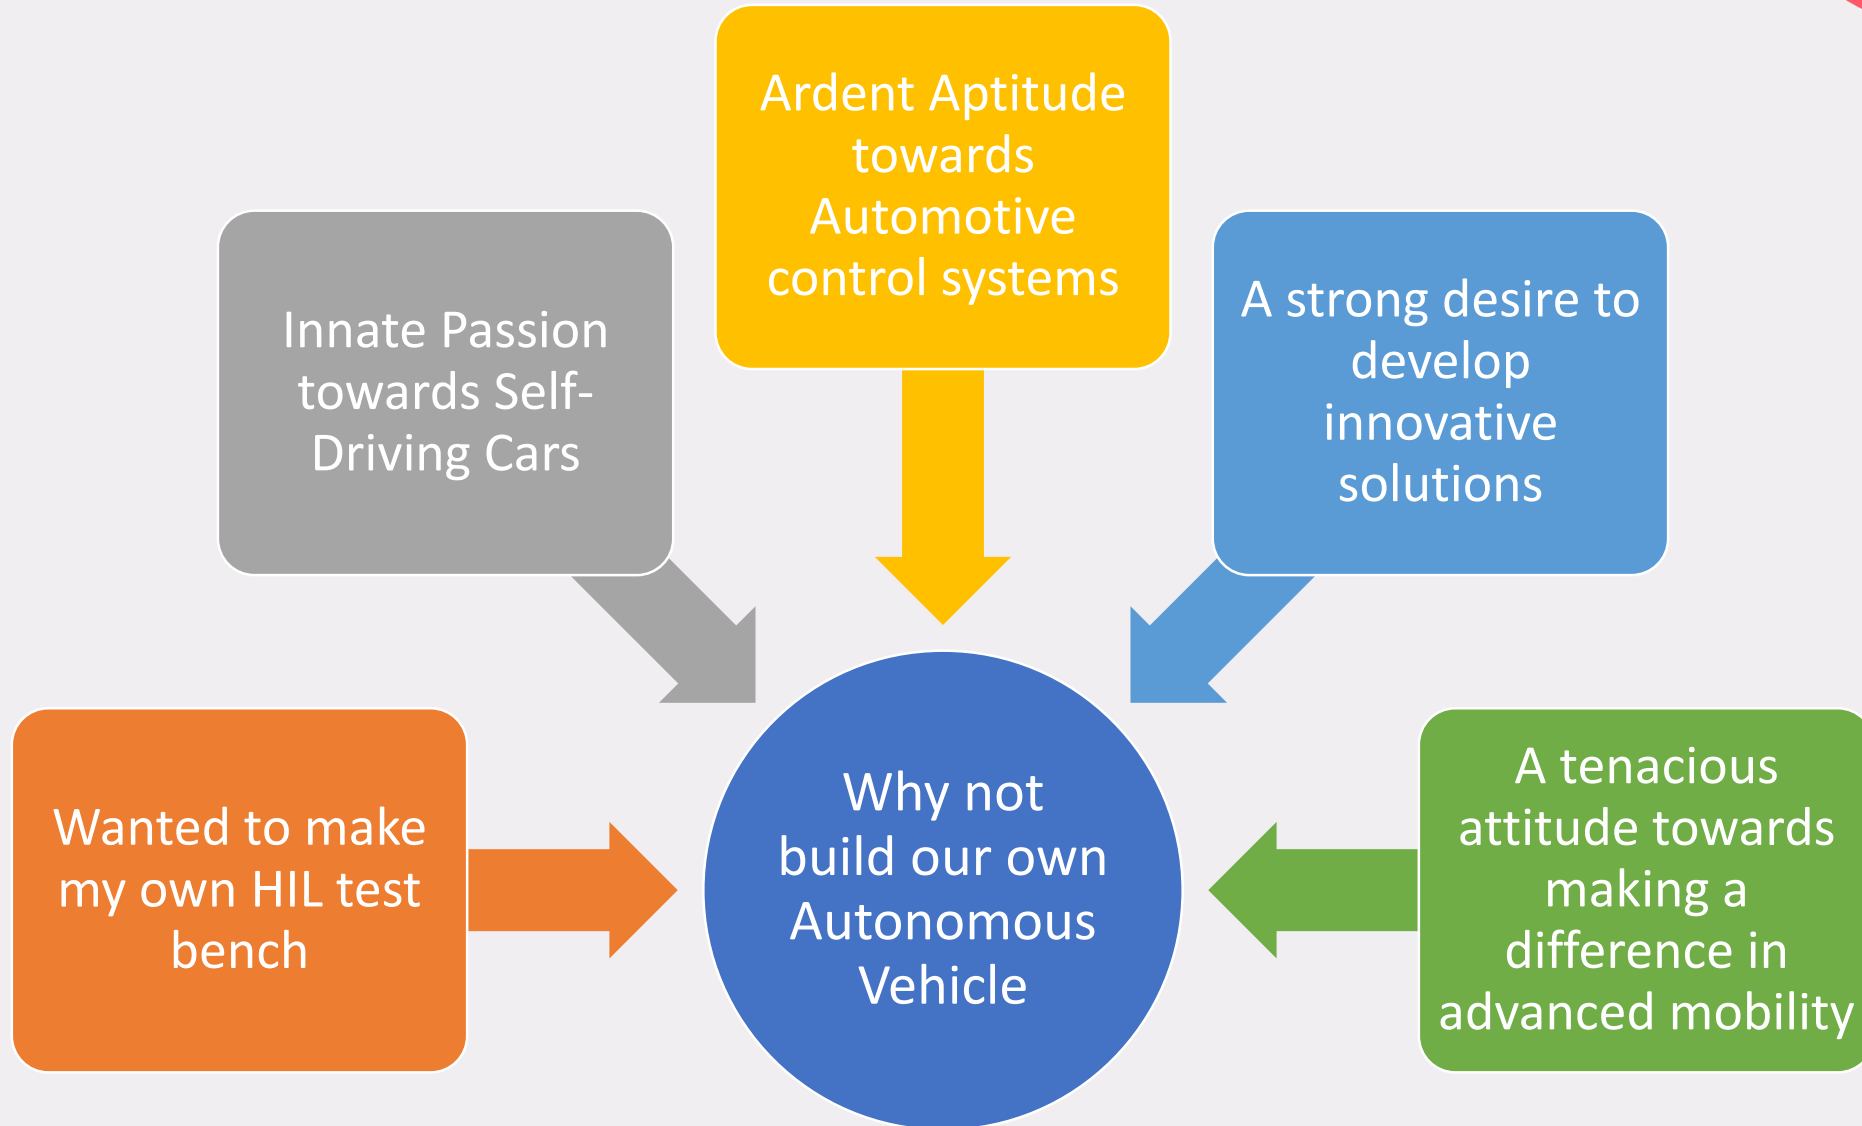 Ardent Aptitude
towards
Automotive
control systems
Innate Passion
towards Self-
Driving Cars
A strong desire to
develop
innovative
solutions
Wanted to make
my own HIL test
bench
Why not
build our own
Autonomous
Vehicle
A tenacious
attitude towards
making a
difference in
advanced mobility